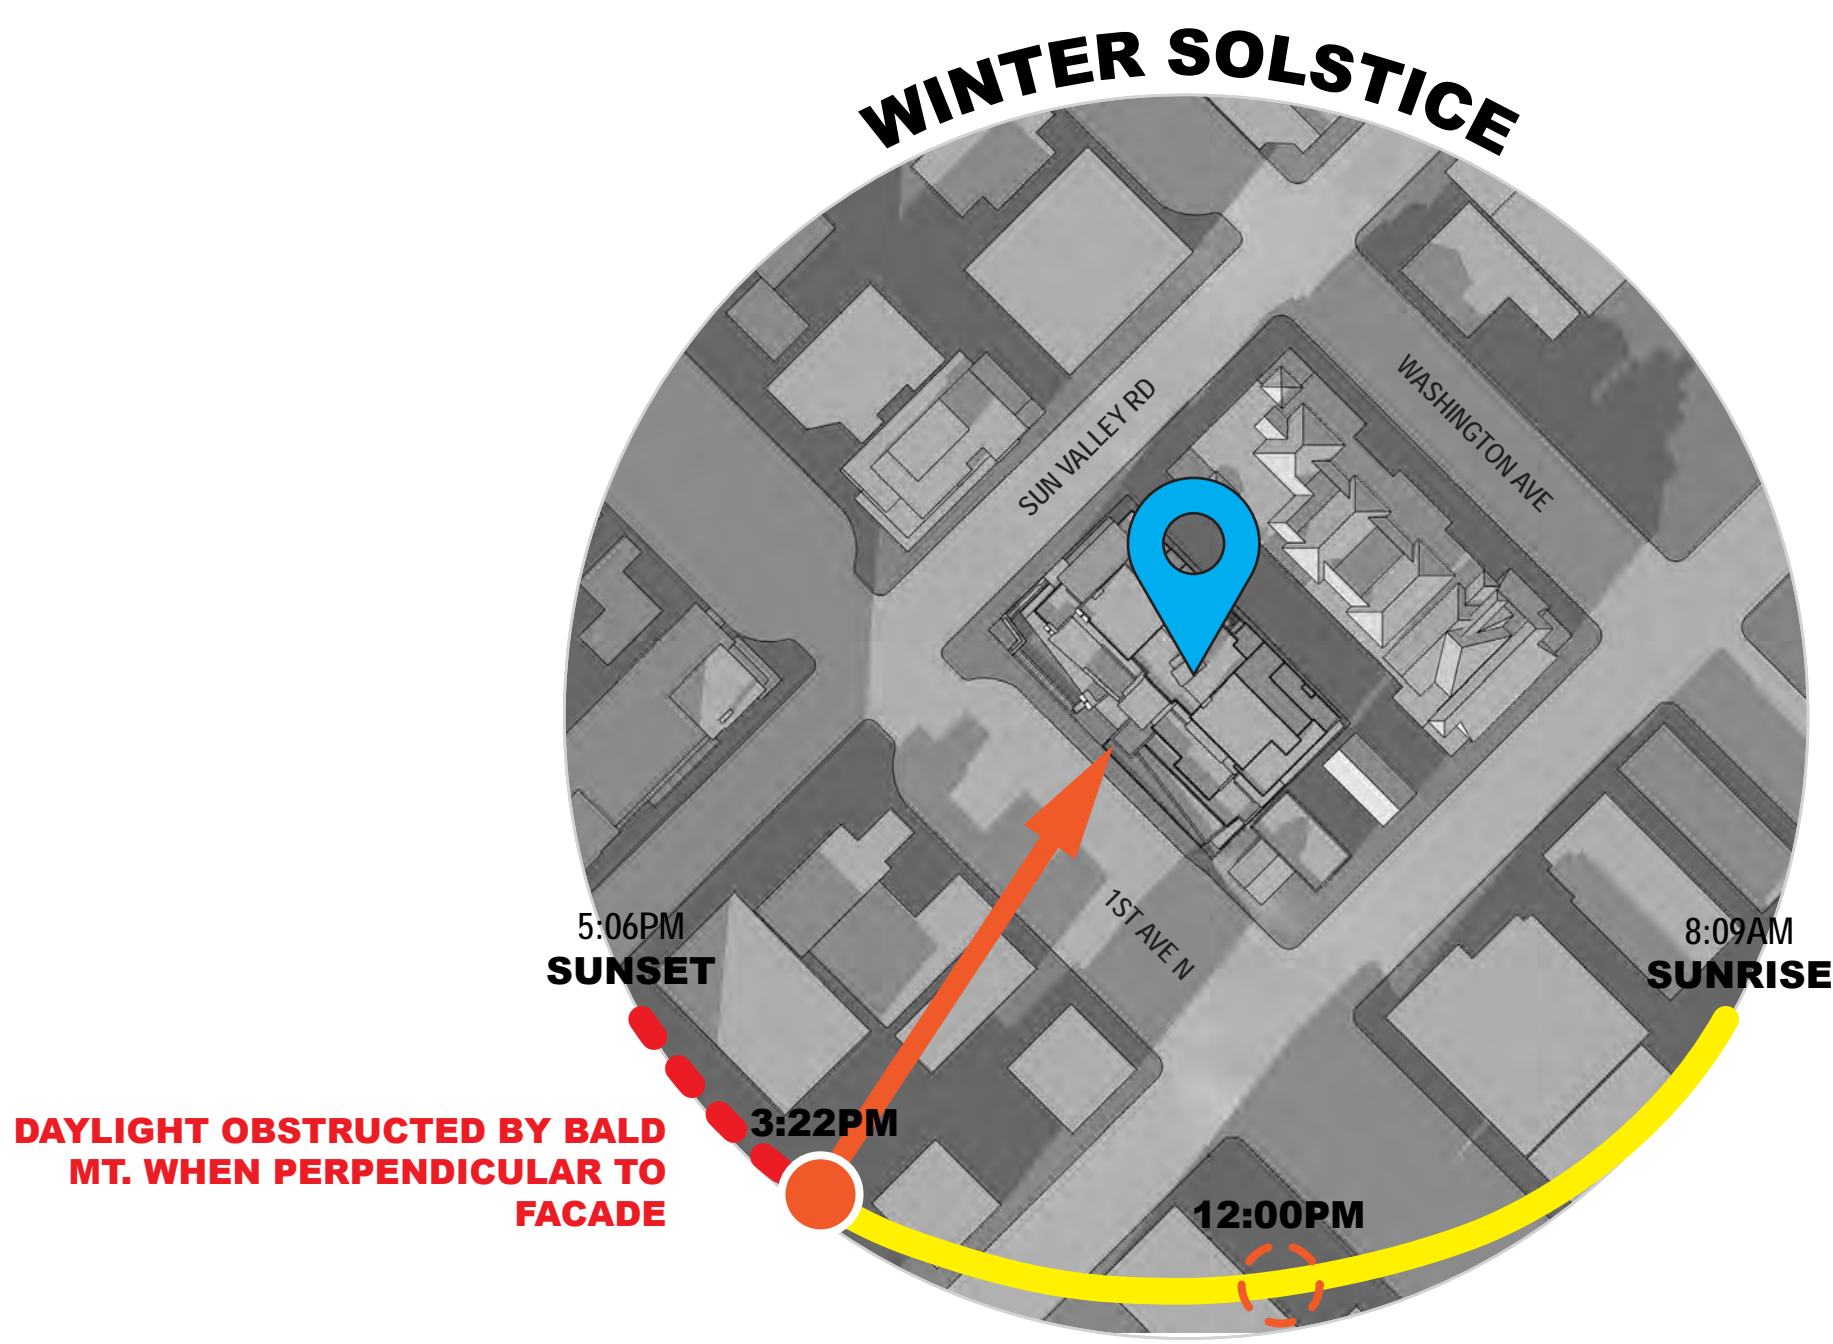 WINTER SOLSTICE
SUN VALLEY RD
WASHINGTON AVE
1ST AVE N
5:06PM
SUNSET
8:09AM
SUNRISE
3:22PM
DAYLIGHT OBSTRUCTED BY BALD
MT. WHEN PERPENDICULAR TO
FACADE
12:00PM